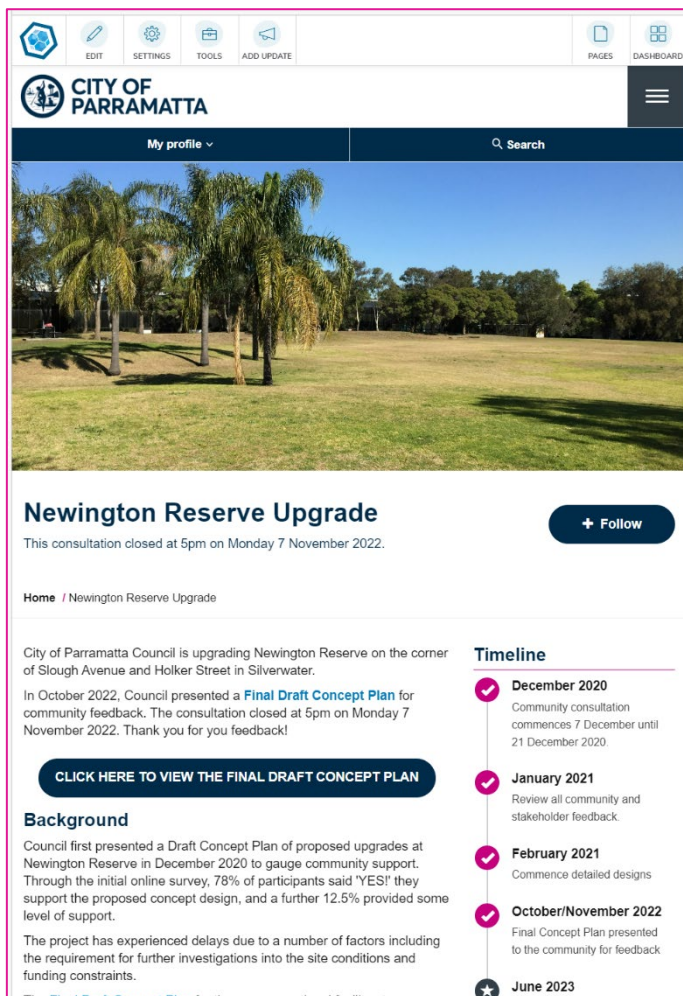 EDIT
SETTINGS
TOOLS
ADD UPDATE
PAGES
DASHBOARD
CITY OF
PARRAMATTA
My profile
Search
Newington Reserve Upgrade
+ Follow
This consultation closed at 5pm on Monday 7 November 2022.
Home / Newington Reserve Upgrade
City of Parramatta Council is upgrading Newington Reserve on the corner
of Slough Avenue and Holker Street in Silverwater.
In October 2022, Council presented a Final Draft Concept Plan for
community feedback. The consultation closed at 5pm on Monday 7
November 2022. Thank you for you feedback!
CLICK HERE TO VIEW THE FINAL DRAFT CONCEPT PLAN
Background
Council first presented a Draft Concept Plan of proposed upgrades at
Newington Reserve in December 2020 to gauge community support.
Through the initial online survey, 78% of participants said 'YES!' they
support the proposed concept design, and a further 12.5% provided some
level of support.
The project has experienced delays due to a number of factors including
the requirement for further investigations into the site conditions and
funding constraints.
Timeline
December 2020
Community consultation
commences 7 December until
21 December 2020.
January 2021
Review all community and
stakeholder feedback.
February 2021
Commence detailed designs
October/November 2022
Final Concept Plan presented
to the community for feedback
June 2023